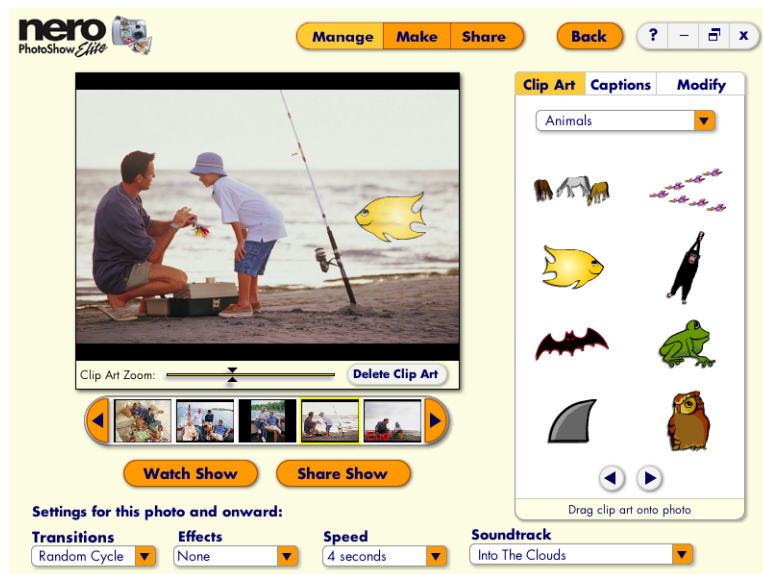 nero
PhotoShow Elite
Manage Make Share
Back
? – x
Clip Art Captions Modify
Animals
Clip Art Zoom:
Delete Clip Art
End
Watch Show
Share Show
Drag clip art onto photo
Settings for this photo and onward:
Transitions Effects Speed Soundtrack
Random Cycle None 4 seconds Into The Clouds